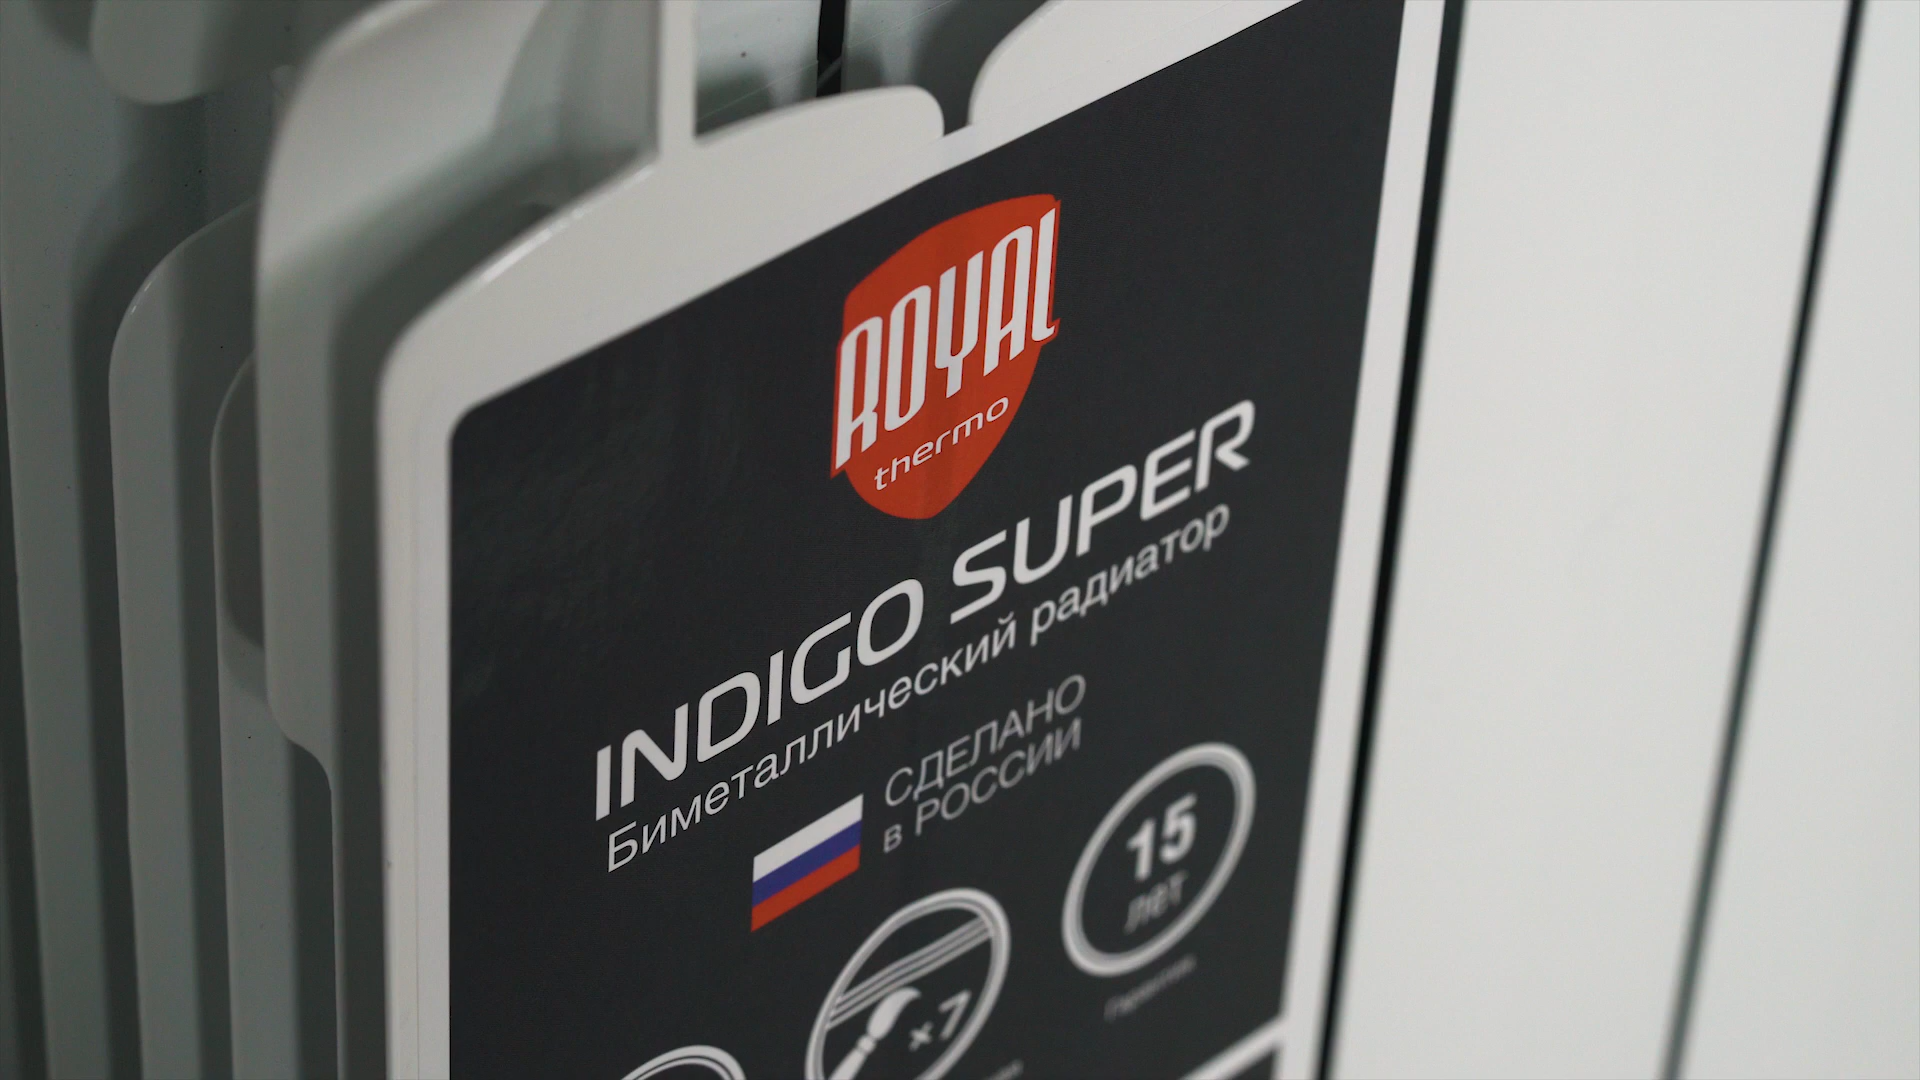 ROYAL
thermo
INDIGO SUPER
Биметаллический радиатор
СДЕЛАНО
в РОССИИ
15
лет
× 7